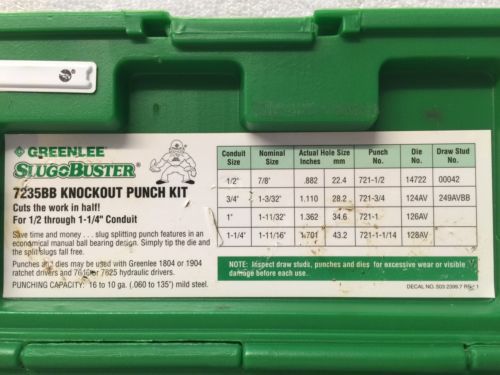 GREENLEE
SLUG-BUSTER
7235BB KNOCKOUT PUNCH KIT
Cuts the work in half!
For 1/2 through 1-1/4" Conduit
Save time and money... slug splitting punch features in an
economical manual ball bearing design. Simply tip the die and
the split slugs fall free.
Punches and dies may be used with Greenlee 1804 or 1904
ratchet drivers and 7646 or 7625 hydraulic drivers.
PUNCHING CAPACITY: 16 to 10 ga. (.060 to .135") mild steel.
Conduit Size Nominal Size Actual Hole Size Inches mm Punch No. Die No. Draw Stud No.
1/2" 7/8" .882 22.4 721-1/2 14722 00042
3/4" 1-3/32" 1.110 28.2 721-3/4 124AV 249AVBB
1" 1-11/32" 1.362 34.6 721-1 126AV
1-1/4" 1-11/16" 1.701 43.2 721-1-1/14 128AV
NOTE: Inspect draw studs, punches and dies for excessive wear or visible
damage before each use.
DECAL NO. 503 2399.7 REV 1